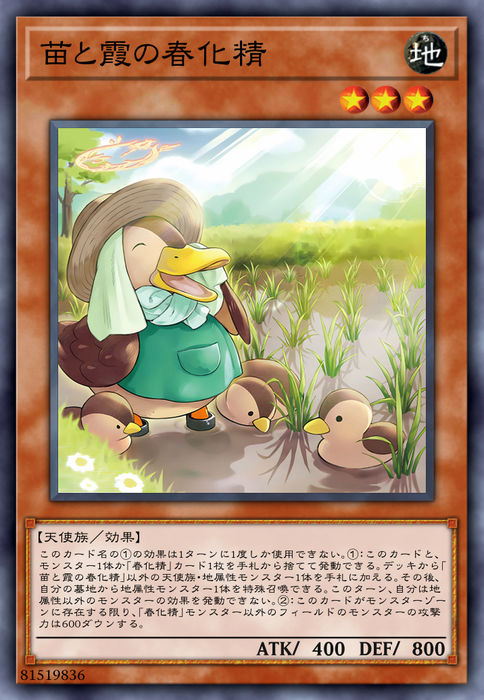 苗と霞の春化精
ち
地
【天使族／効果】
このカード名の①の効果は1ターンに1度しか使用できない。①：このカードと、
モンスター1体か「春化精」カード1枚を手札から捨てて発動できる。デッキから「
苗と霞の春化精」以外の天使族・地属性モンスター1体を手札に加える。その後、
自分の墓地から地属性モンスター1体を特殊召喚できる。このターン、自分は地
属性以外のモンスターの効果を発動できない。②：このカードがモンスターゾーン
に存在する限り、「春化精」モンスター以外のフィールドのモンスターの攻撃
力は600ダウンする。
ATK/ 400 DEF/ 800
81519836